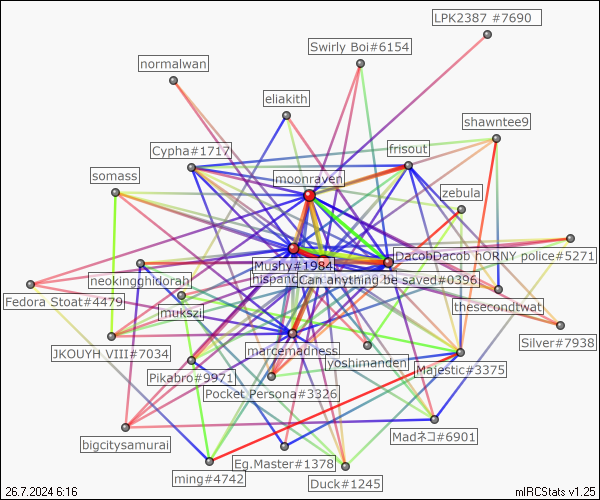 LPK2387 #7690
Swirly Boi#6154
normalwan
eliakith
shawntee9
Cypha#1717
frisout
moonraven
somass
zebula
DacobDacob hORNY police#5271
Mushy#1984
neokingghidorah
Can anything be saved#0396
Fedora Stoat#4479
mukszi
thesecondtwat
JKOUYH VIII#7034
marcemadness
Silver#7938
yoshimanden
Majestic#3375
Pikabro#9971
Pocket Persona#3326
bigcitysamurai
Madネコ#6901
Eg.Master#1378
ming#4742
Duck#1245
26.7.2024 6:16
mIRCStats v1.25